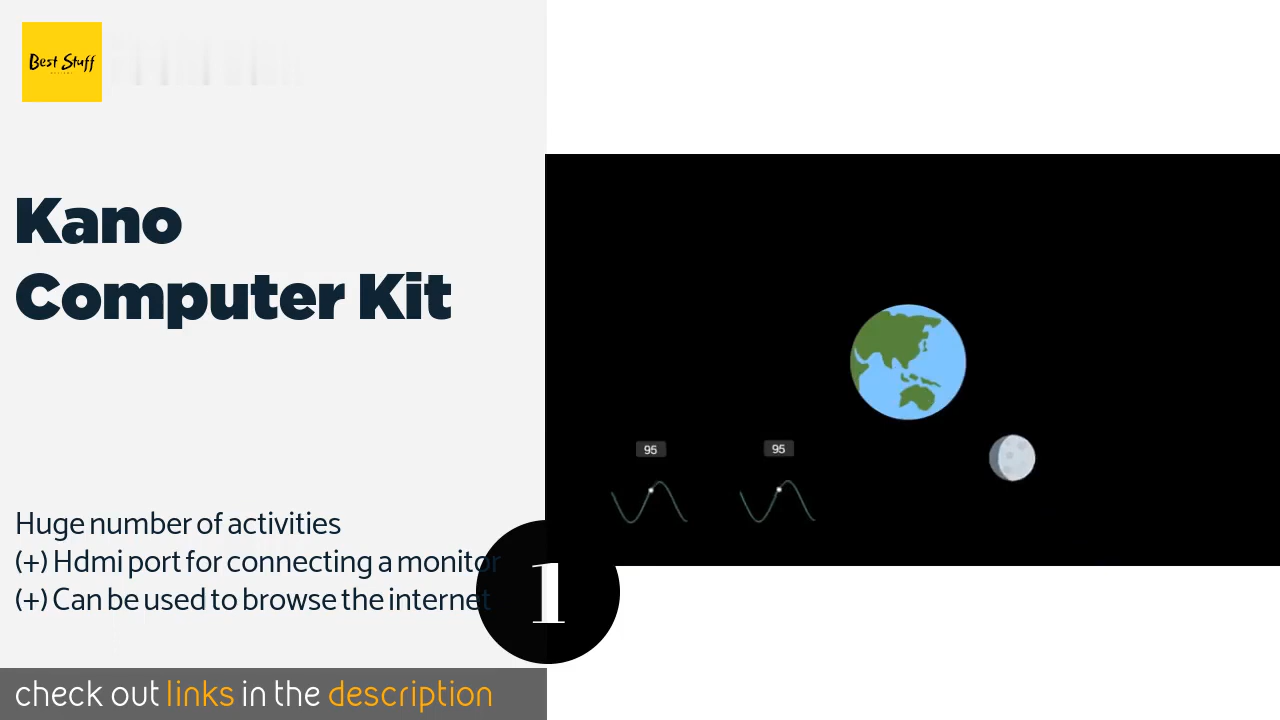 Best Stuff
Kano
Computer Kit
95
95
Huge number of activities
(+) Hdmi port for connecting a monitor
(+) Can be used to browse the internet
1
check out links in the description